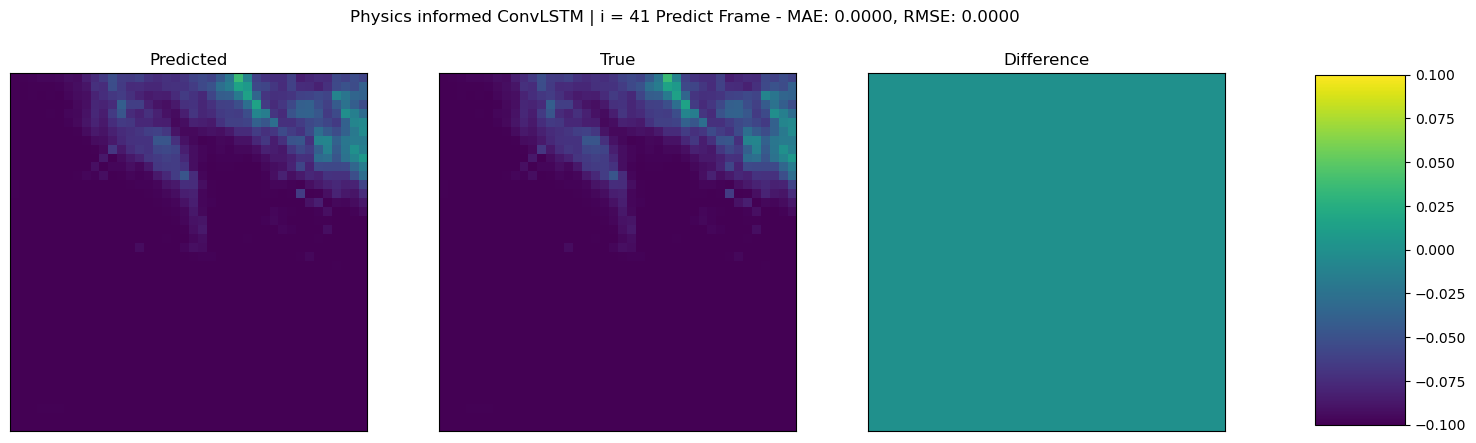 Physics informed ConvLSTM | i = 41 Predict Frame - MAE: 0.0000, RMSE: 0.0000
Predicted
True
Difference
0.100
0.075
0.050
0.025
0.000
−0.025
−0.050
−0.075
−0.100